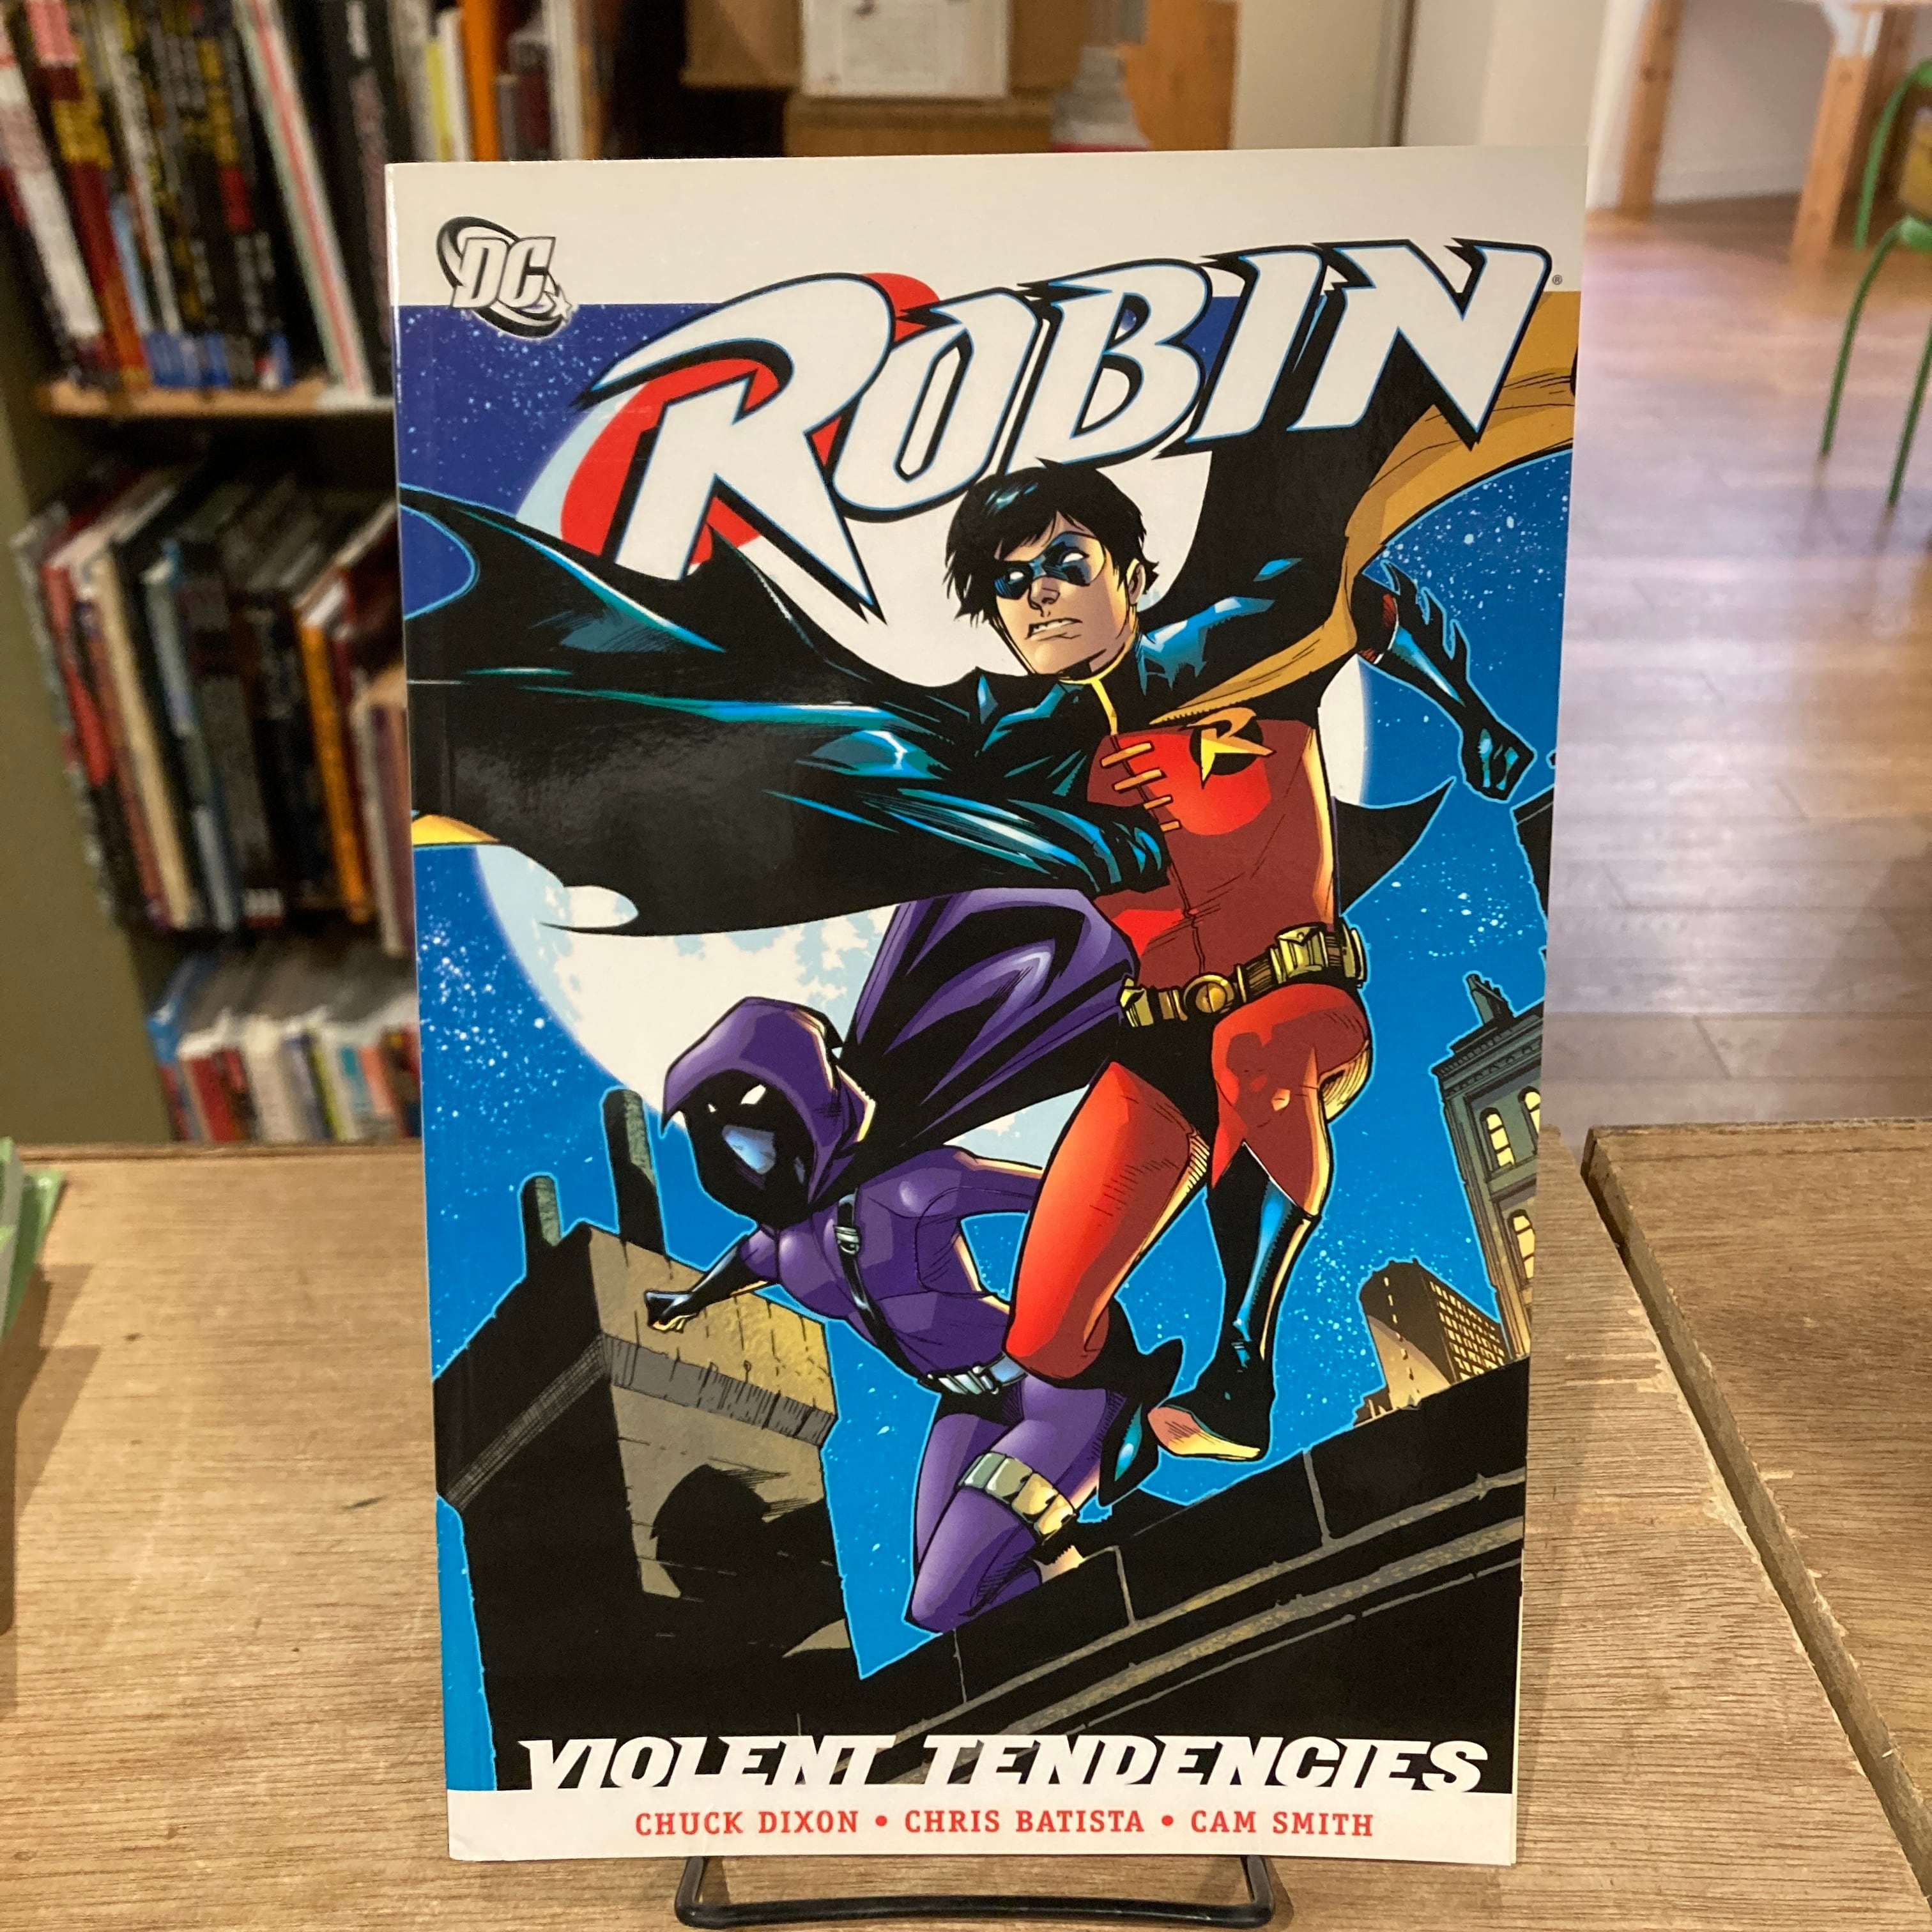 DC
ROBIN®
VIOLENT TENDENCIES
CHUCK DIXON • CHRIS BATISTA • CAM SMITH